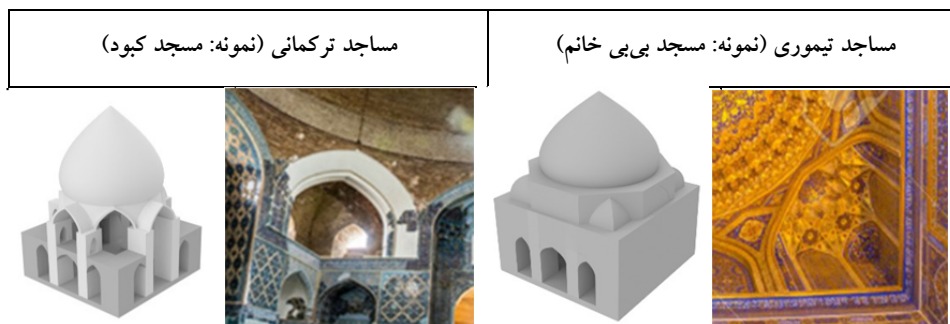 مساجد تیموری (نمونه: مسجد بی‌بی خانم)
مساجد ترکمانی (نمونه: مسجد کبود)